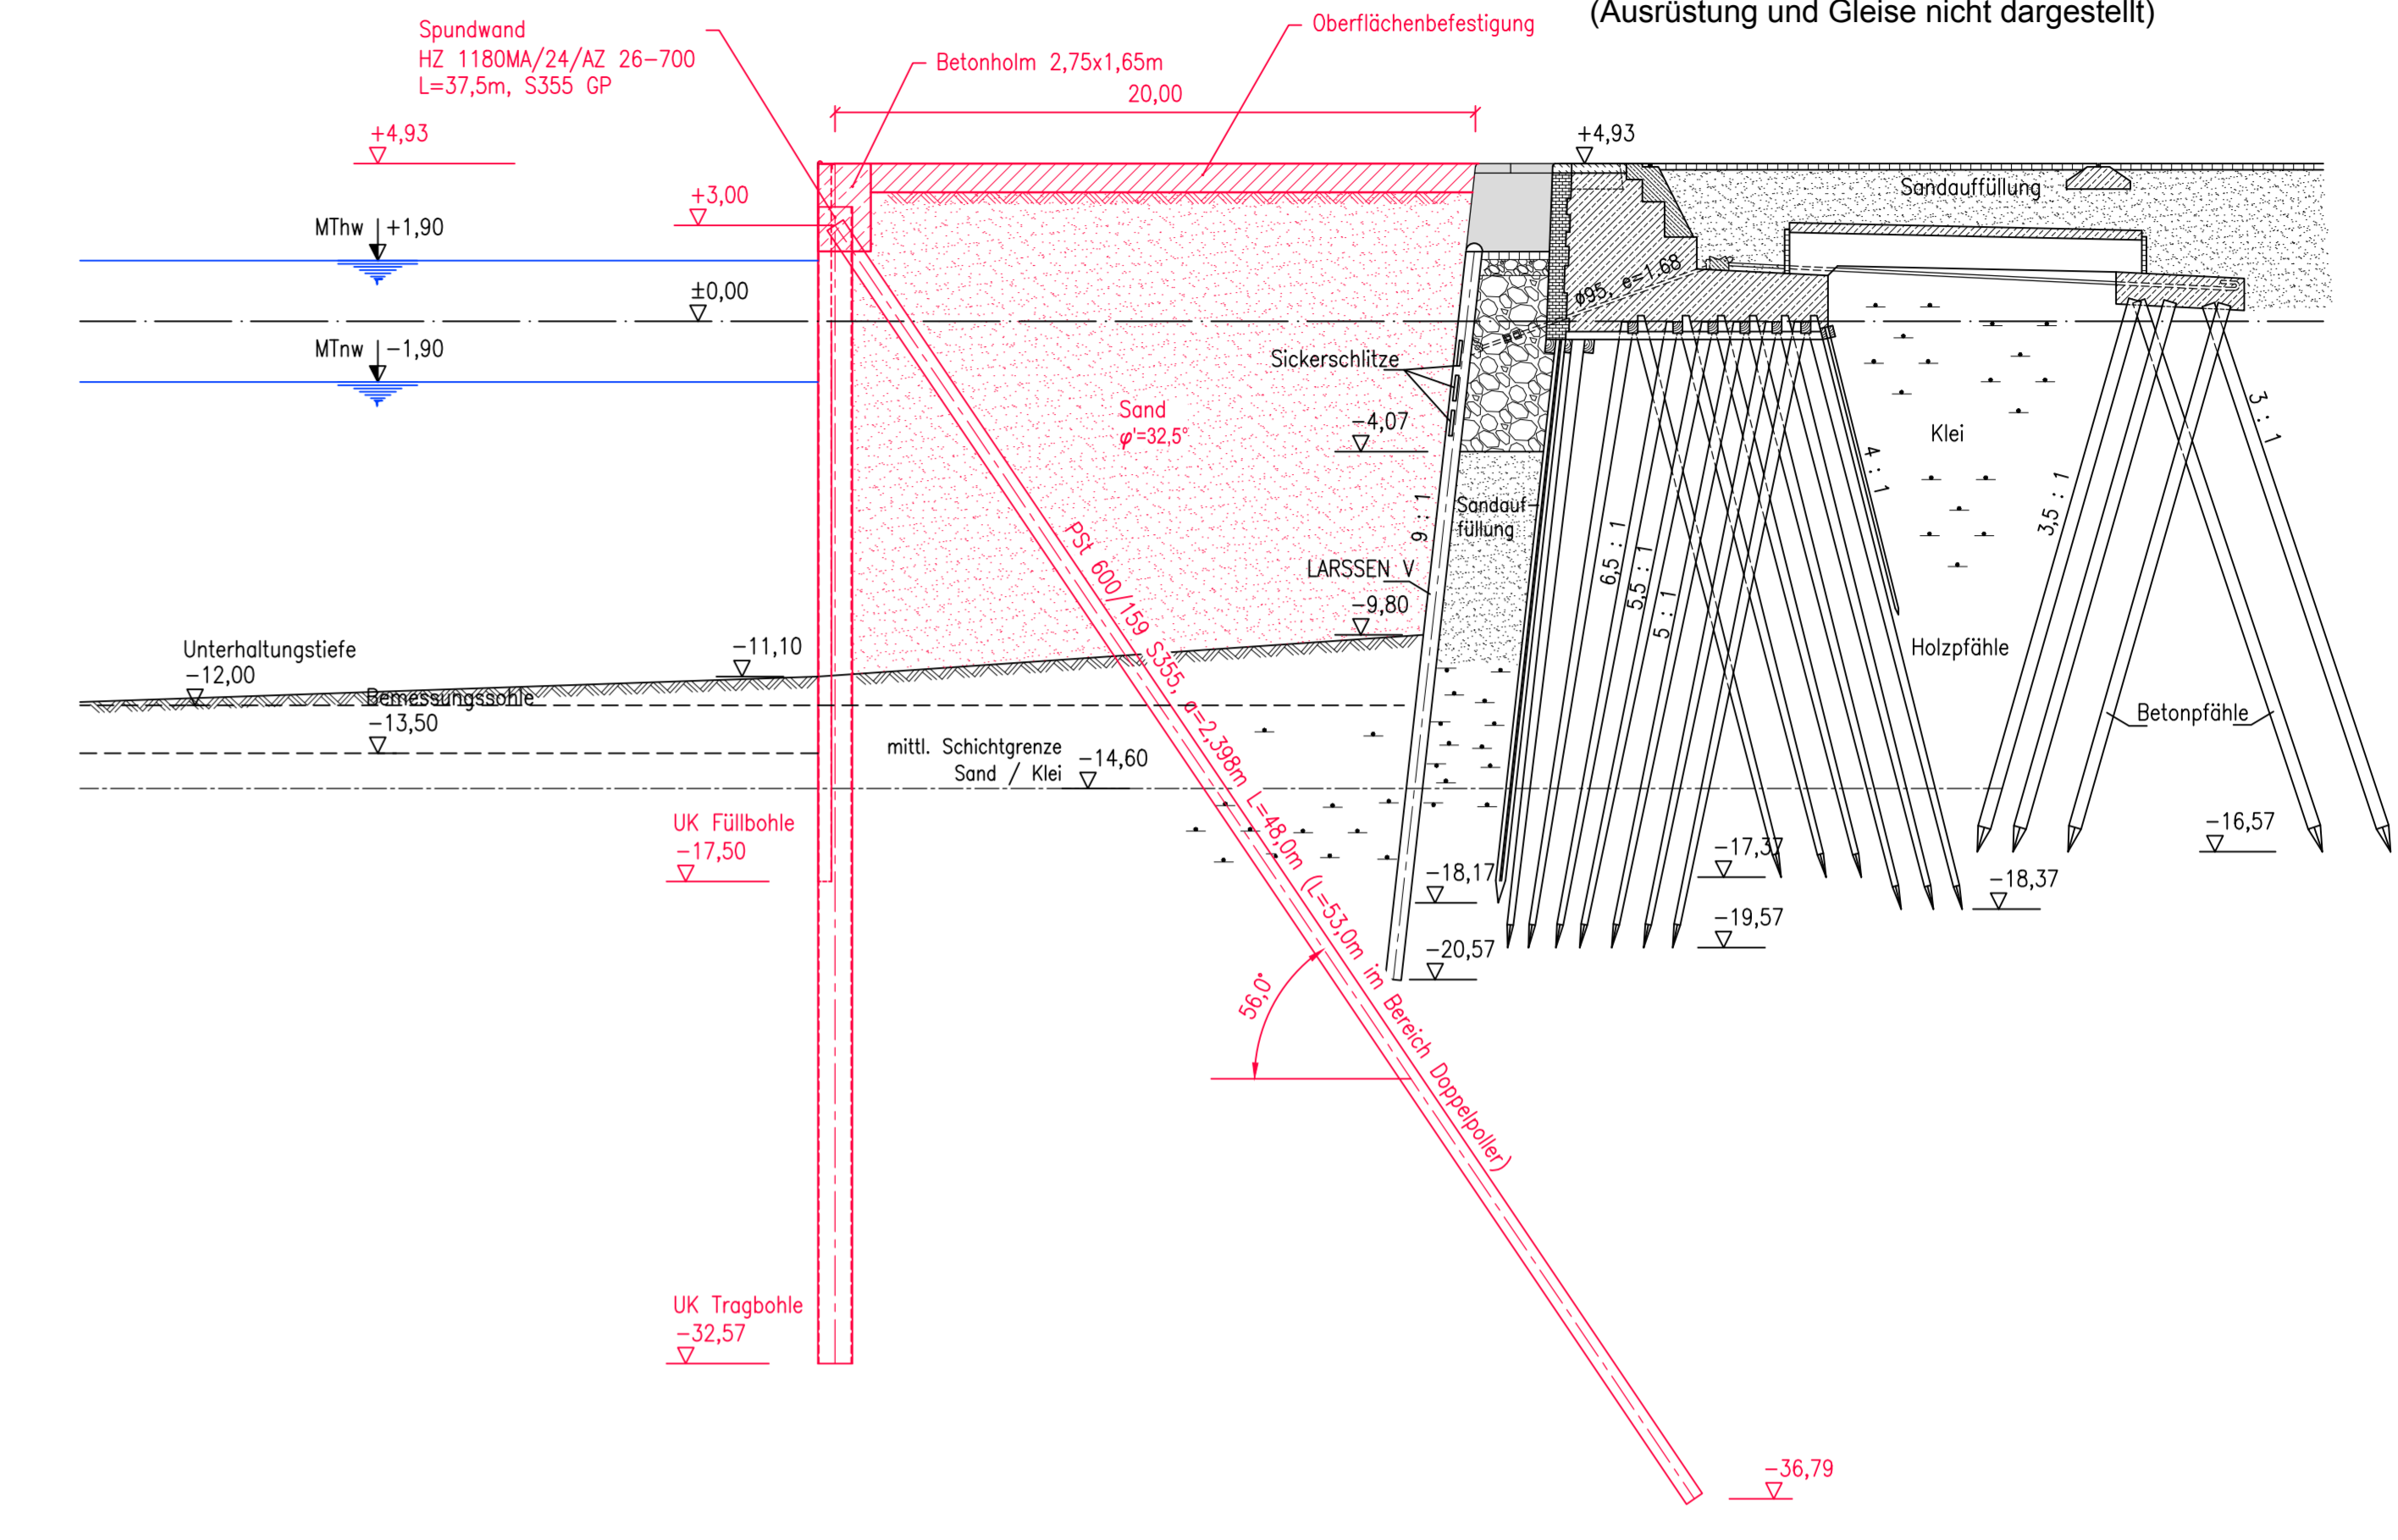 (Ausrüstung und Gleise nicht dargestellt)
Spundwand
HZ 1180MA/24/AZ 26-700
L=37,5m, S355 GP
Betonholm 2,75x1,65m
Oberflächenbefestigung
20,00
+4,93
+4,93
+3,00
Sandauffüllung
MThw
+1,90
±0,00
MTnw
-1,90
ø95, e=1.68
Sickerschlitze
-4,07
Sand
φ'=32,5°
Klei
3 : 1
4 : 1
3,5 : 1
9 : 1
Sandauf-
füllung
6,5 : 1
5,5 : 1
5 : 1
LARSSEN V
-9,80
PSt 600/159 S355, a=2,398m L=48,0m (L=53,0m im Bereich Doppelpoller)
Unterhaltungstiefe
-12,00
-11,10
Holzpfähle
Bemessungssohle
-13,50
Betonpfähle
mittl. Schichtgrenze
Sand / Klei
-14,60
UK Füllbohle
-17,50
-16,57
-17,37
-18,17
-18,37
-19,57
-20,57
56,0°
UK Tragbohle
-32,57
-36,79